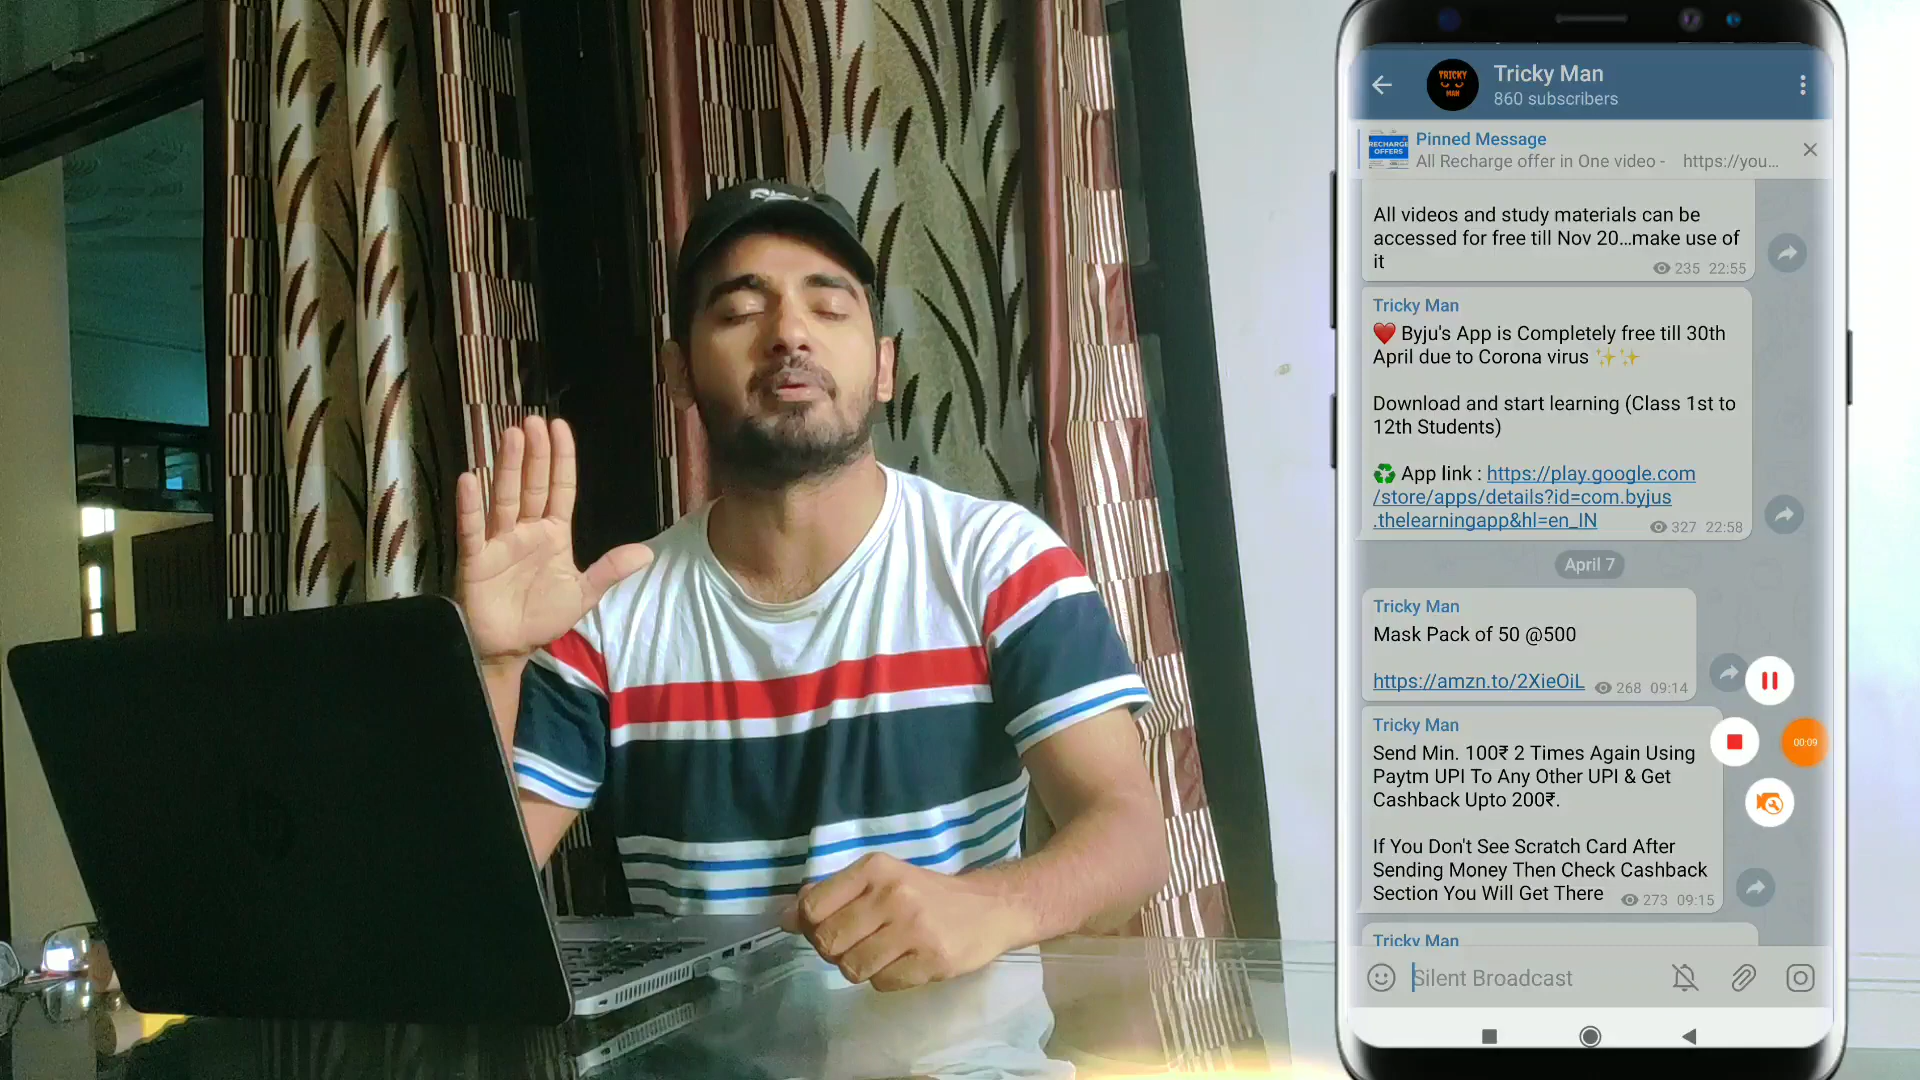 TRICKY
MAN
Tricky Man
860 subscribers
RECHARGE
OFFERS
Pinned Message
All Recharge offer in One video - https://you...
All videos and study materials can be
accessed for free till Nov 20...make use of
it
235 22:55
Tricky Man
❤️ Byju's App is Completely free till 30th
April due to Corona virus ✨✨
Download and start learning (Class 1st to
12th Students)
♻️ App link : https://play.google.com
/store/apps/details?id=com.byjus
.thelearningapp&hl=en_IN
327 22:58
April 7
Tricky Man
Mask Pack of 50 @500
https://amzn.to/2XieOiL
268 09:14
Tricky Man
Send Min. 100₹ 2 Times Again Using
Paytm UPI To Any Other UPI & Get
Cashback Upto 200₹.
00:09
If You Don't See Scratch Card After
Sending Money Then Check Cashback
Section You Will Get There
273 09:15
Tricky Man
Silent Broadcast